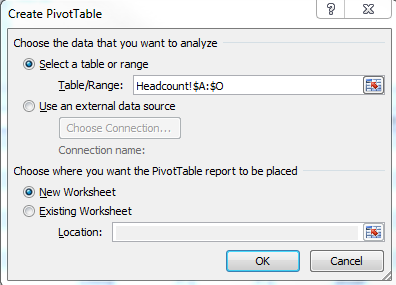 Create PivotTable
?
Choose the data that you want to analyze
Select a table or range
Table/Range: Headcount!$A:$O
Use an external data source
Choose Connection...
Connection name:
Choose where you want the PivotTable report to be placed
New Worksheet
Existing Worksheet
Location:
OK Cancel